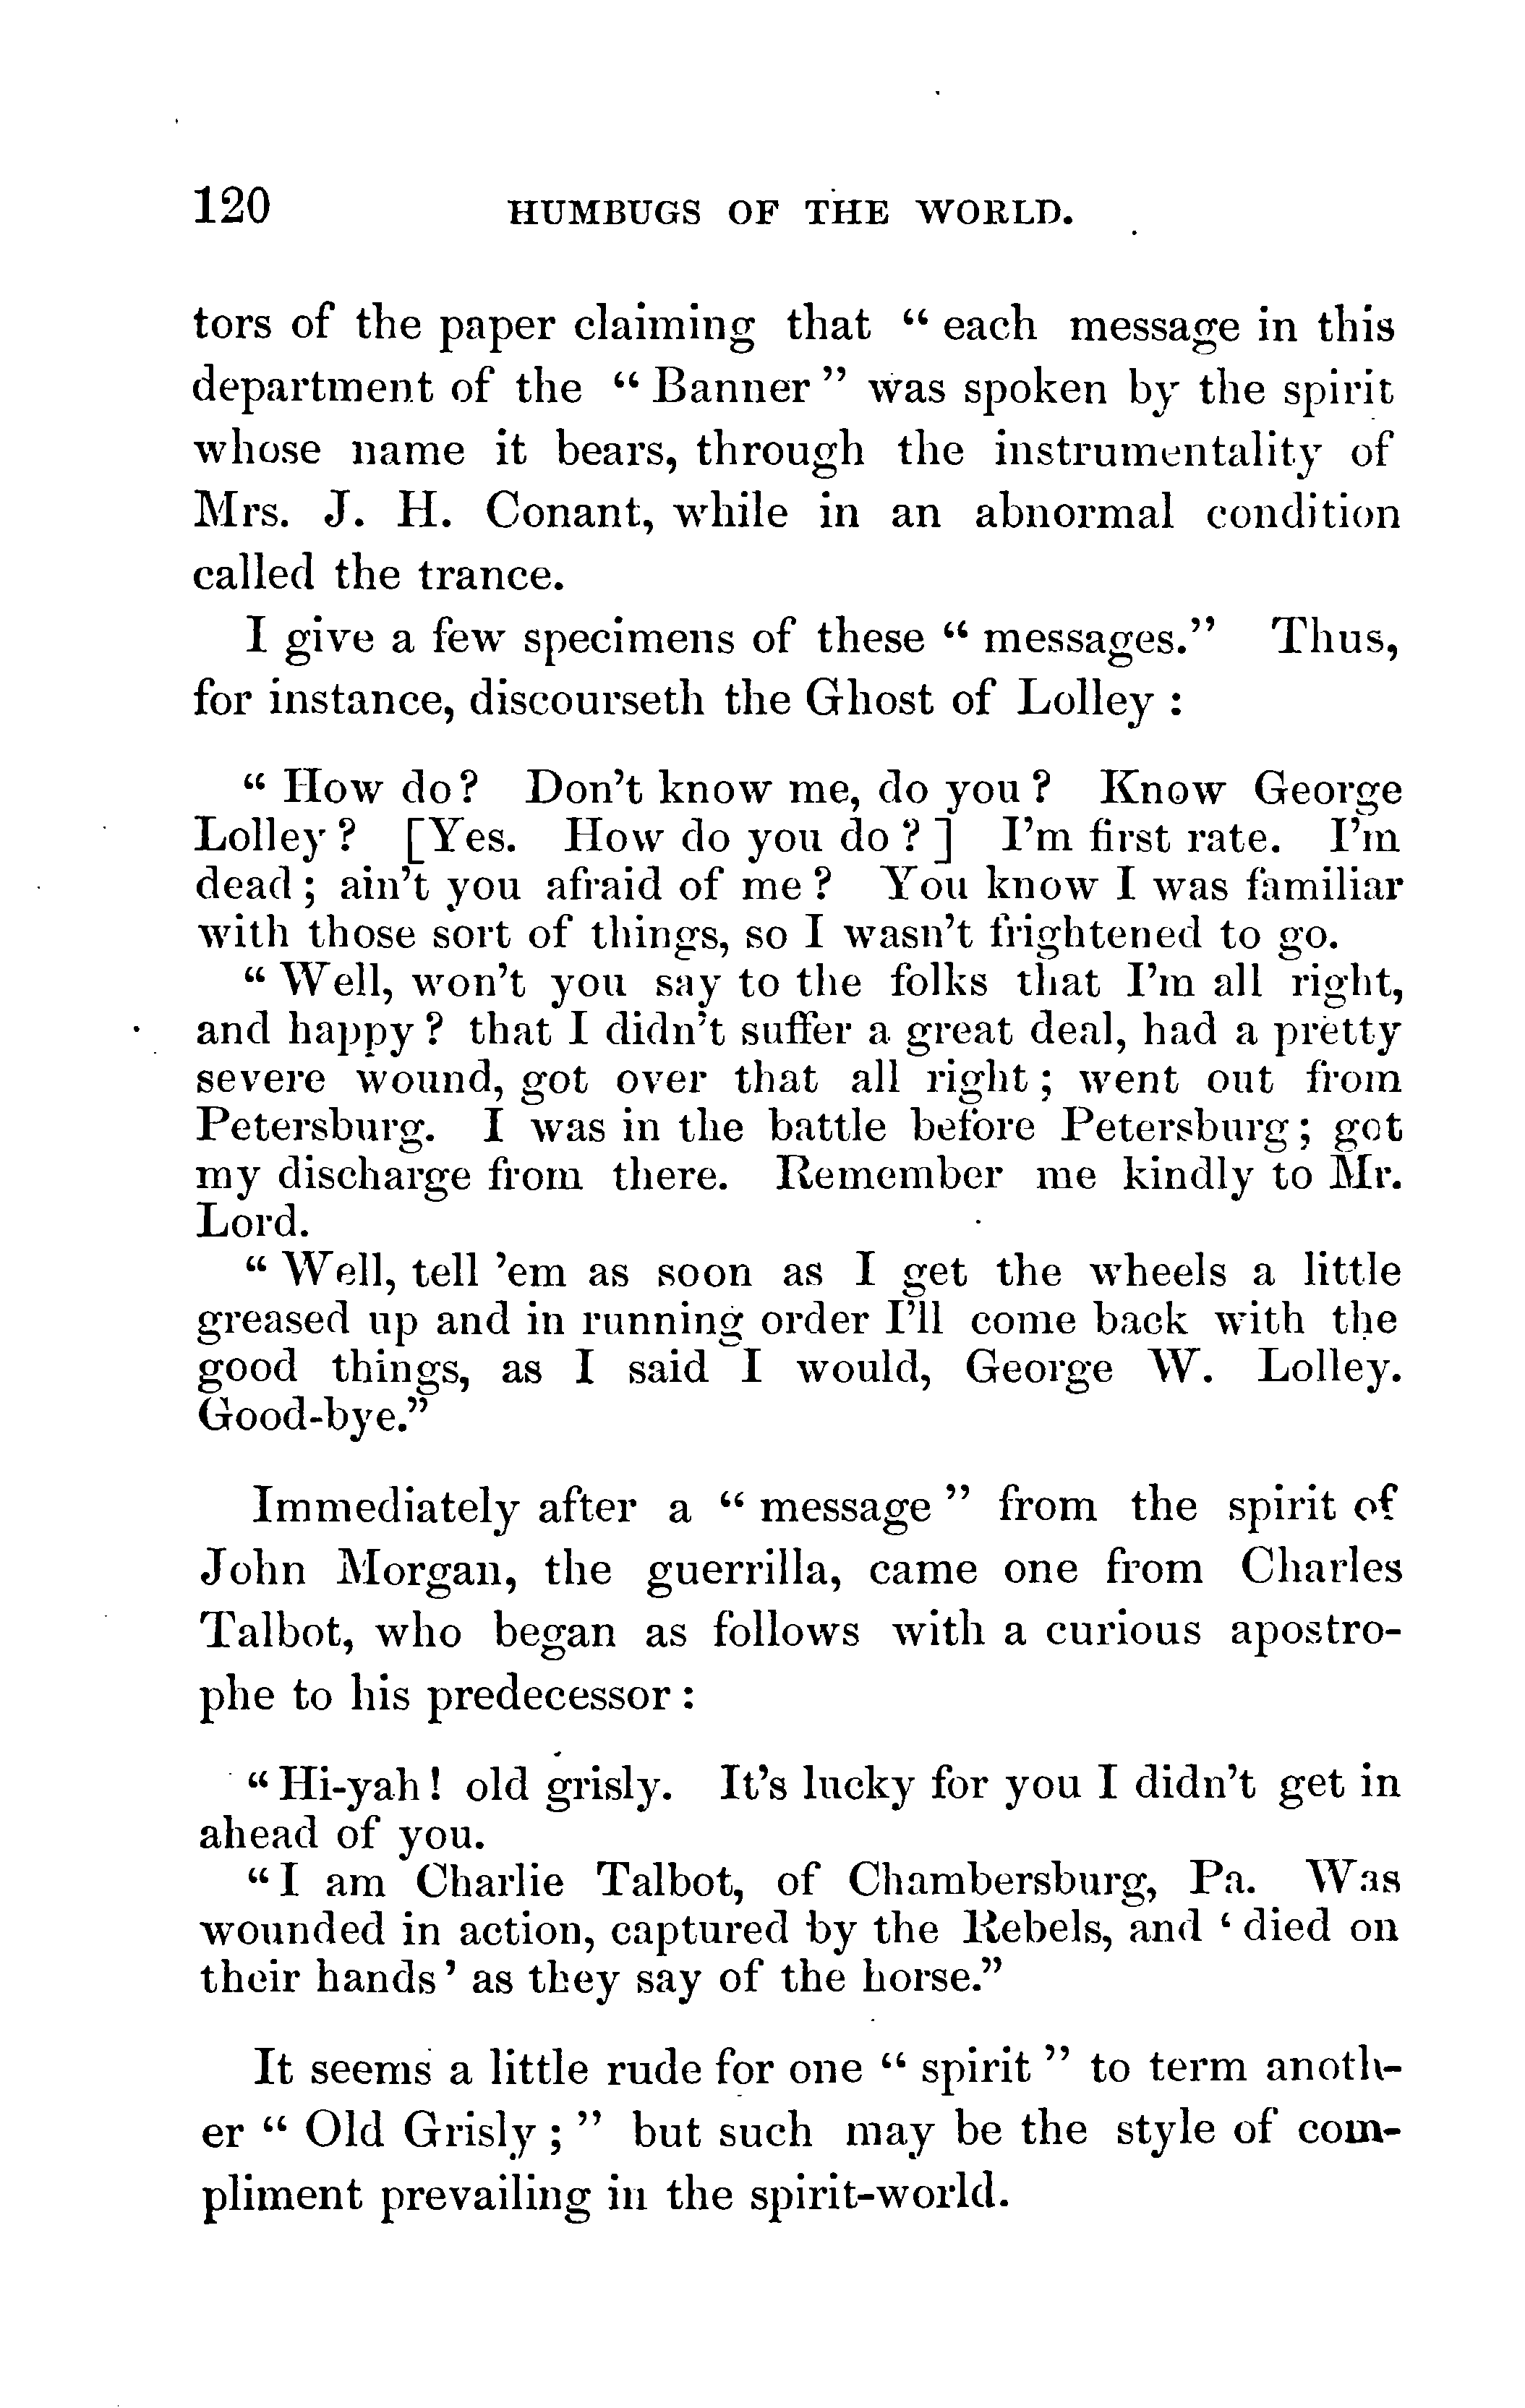 120 HUMBUGS OF THE WORLD.
tors of the paper claiming that “ each message in this
department of the “ Banner ” was spoken by the spirit
whose name it bears, through the instrumentality of
Mrs. J. H. Conant, while in an abnormal condition
called the trance.
I give a few specimens of these “ messages.” Thus,
for instance, discourseth the Ghost of Lolley :
“ How do? Don't know me, do you ? Know George
Lolley ? [Yes. How do you do ? ] I'm first rate. I'm
dead ; ain't you afraid of me ? You know I was familiar
with those sort of things, so I wasn't frightened to go.
“ Well, won't you say to the folks that I'm all right,
and happy ? that I didn't suffer a great deal, had a pretty
severe wound, got over that all right ; went out from
Petersburg. I was in the battle before Petersburg ; got
my discharge from there. Remember me kindly to Mr.
Lord.
“ Well, tell 'em as soon as I get the wheels a little
greased up and in running order I'll come back with the
good things, as I said I would, George W. Lolley.
Good-bye.”
Immediately after a “ message ” from the spirit of
John Morgan, the guerrilla, came one from Charles
Talbot, who began as follows with a curious apostro-
phe to his predecessor :
“ Hi-yah ! old grisly. It's lucky for you I didn't get in
ahead of you.
“ I am Charlie Talbot, of Chambersburg, Pa. Was
wounded in action, captured by the Rebels, and ‘ died on
their hands ’ as they say of the horse.”
It seems a little rude for one “ spirit ” to term anoth-
er “ Old Grisly ; ” but such may be the style of com-
pliment prevailing in the spirit-world.